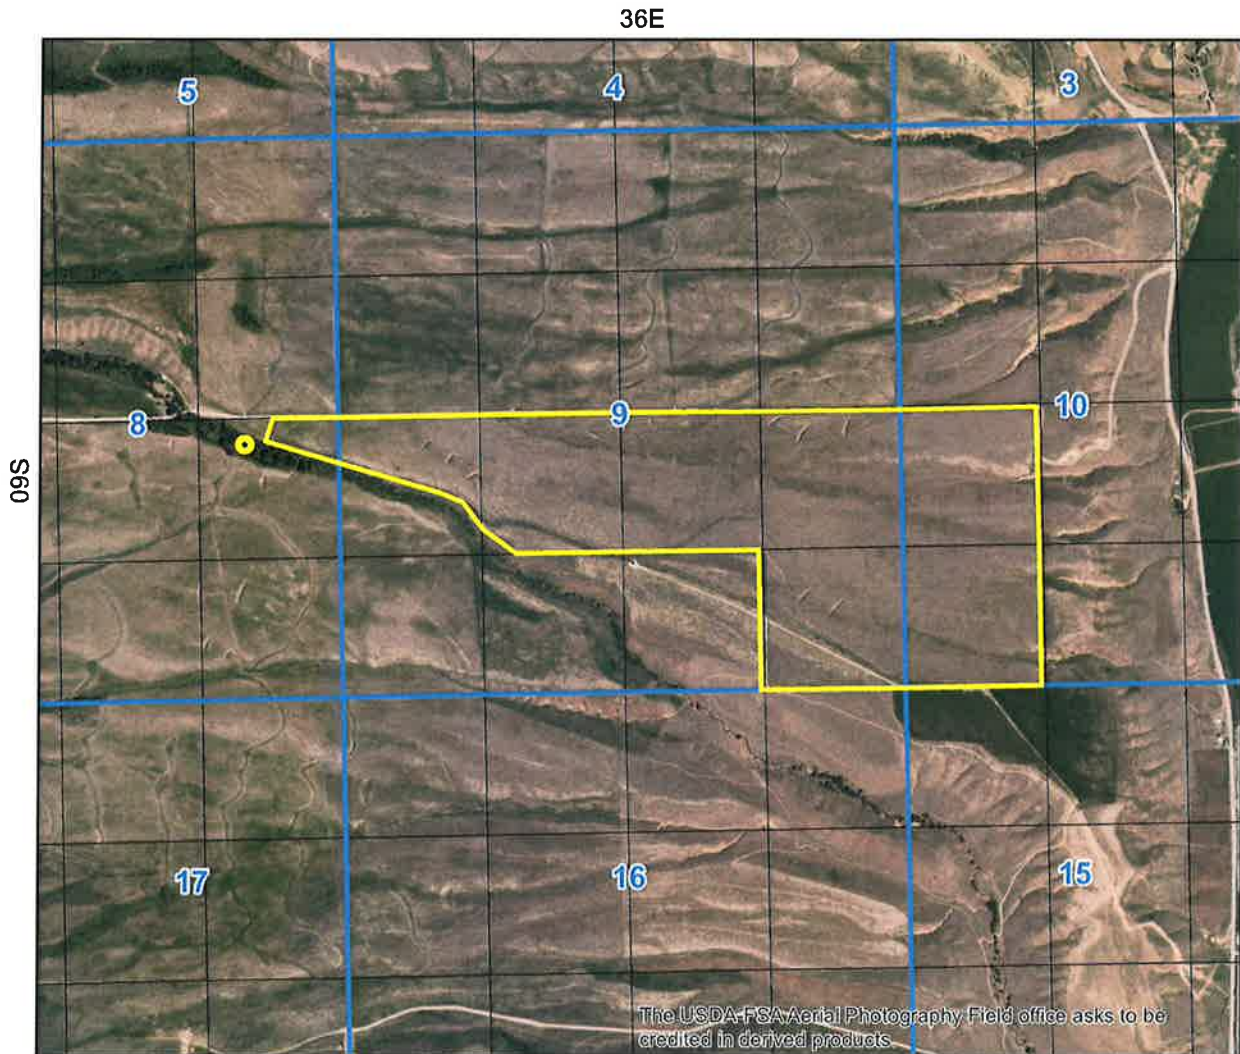 36E
5
4
3
8
9
10
09S
17
16
15
The USDA-FSA Aerial Photography Field office asks to be
credited in derived products.